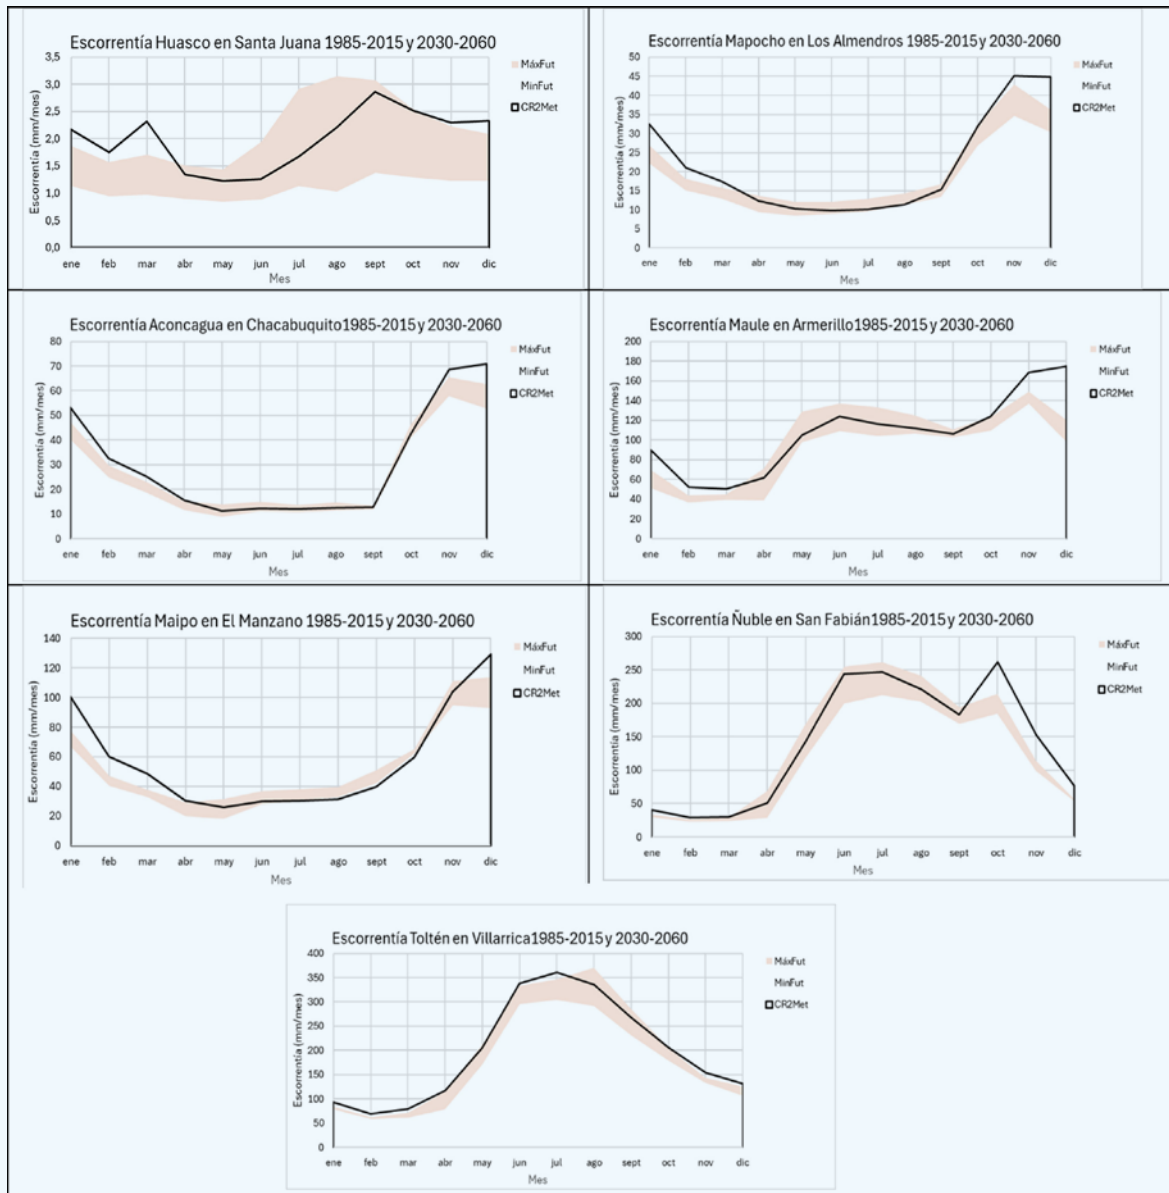 Escorrentía Huasco en Santa Juana 1985-2015 y 2030-2060
3,5
3,0
2,5
2,0
1,5
1,0
0,5
0,0
Escorrentía (mm/mes)
ene feb mar abr may jun jul ago sept oct nov dic
Mes
MáxFut
MinFut
CR2Met
Escorrentía Mapocho en Los Almendros 1985-2015 y 2030-2060
50
45
40
35
30
25
20
15
10
5
0
Escorrentía (mm/mes)
ene feb mar abr may jun jul ago sept oct nov dic
Mes
MáxFut
MinFut
CR2Met
Escorrentía Aconcagua en Chacabuquito1985-2015 y 2030-2060
80
70
60
50
40
30
20
10
0
Escorrentía (mm/mes)
ene feb mar abr may jun jul ago sept oct nov dic
Mes
MáxFut
MinFut
CR2Met
Escorrentía Maule en Armerillo1985-2015 y 2030-2060
200
180
160
140
120
100
80
60
40
20
0
Escorrentía (mm/mes)
ene feb mar abr may jun jul ago sept oct nov dic
Mes
MáxFut
MinFut
CR2Met
Escorrentía Maipo en El Manzano 1985-2015 y 2030-2060
140
120
100
80
60
40
20
0
Escorrentía (mm/mes)
ene feb mar abr may jun jul ago sept oct nov dic
Mes
MáxFut
MinFut
CR2Met
Escorrentía Ñuble en San Fabián1985-2015 y 2030-2060
300
250
200
150
100
50
0
Escorrentía (mm/mes)
ene feb mar abr may jun jul ago sept oct nov dic
Mes
MáxFut
MinFut
CR2Met
Escorrentía Toltén en Villarrica1985-2015 y 2030-2060
400
350
300
250
200
150
100
50
0
Escorrentía (mm/mes)
ene feb mar abr may jun jul ago sept oct nov dic
Mes
MáxFut
MinFut
CR2Met